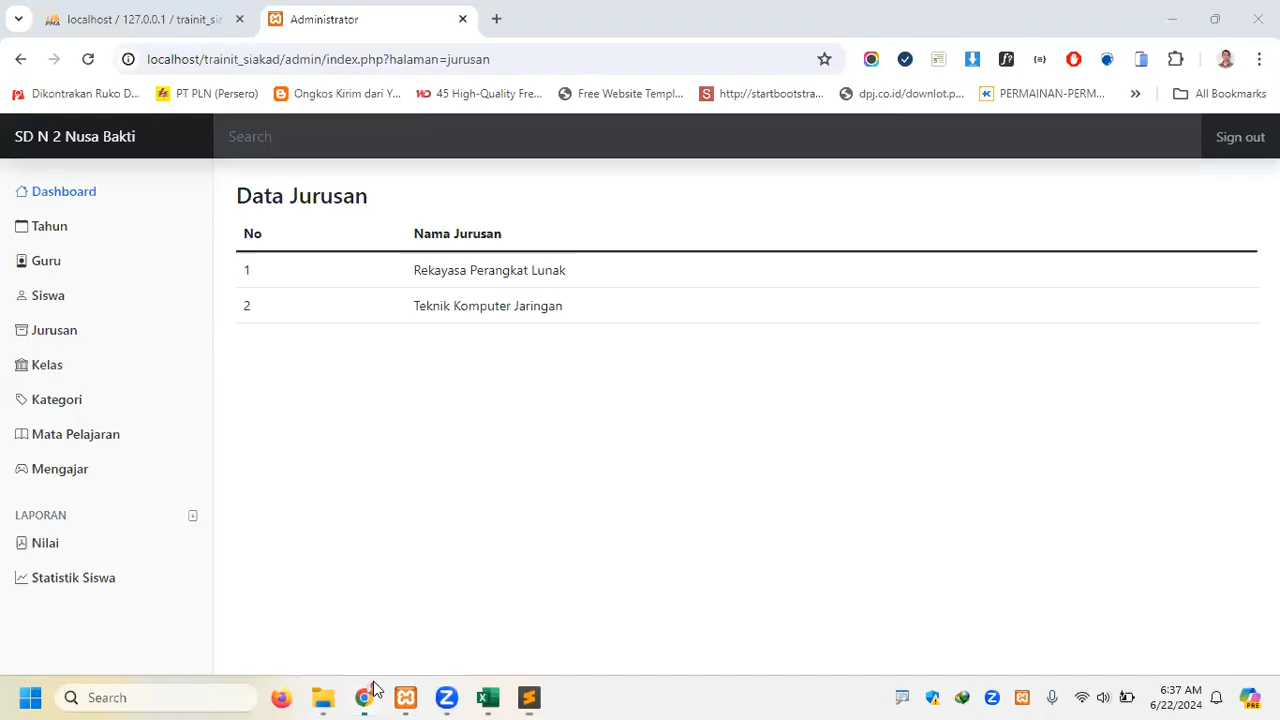 localhost / 127.0.0.1 / trainit_sia
Administrator
localhost/trainit_siakad/admin/index.php?halaman=jurusan
Dikontrakan Ruko D...
PT PLN (Persero)
Ongkos Kirim dari Y...
45 High-Quality Fre...
Free Website Templ...
http://startbootstra...
dpj.co.id/downlot.p...
PERMAINAN-PERM...
All Bookmarks
SD N 2 Nusa Bakti
Search
Sign out
Dashboard
Tahun
Guru
Siswa
Jurusan
Kelas
Kategori
Mata Pelajaran
Mengajar
LAPORAN
Nilai
Statistik Siswa
Data Jurusan
No Nama Jurusan
1 Rekayasa Perangkat Lunak
2 Teknik Komputer Jaringan
Search
6:37 AM
6/22/2024